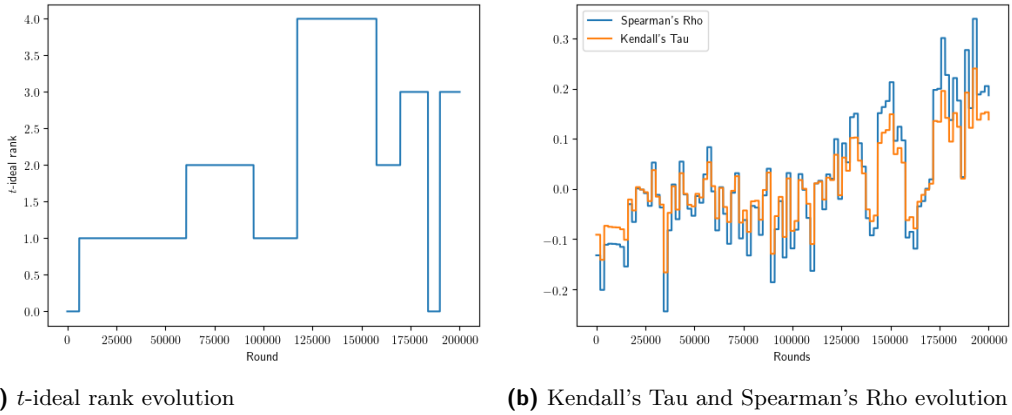 4.0
3.5
3.0
2.5
2.0
1.5
1.0
0.5
0.0
t-ideal rank
0 25000 50000 75000 100000 125000 150000 175000 200000
Round
Spearman's Rho
Kendall's Tau
0.3
0.2
0.1
0.0
−0.1
−0.2
0 25000 50000 75000 100000 125000 150000 175000 200000
Rounds
) t-ideal rank evolution
(b) Kendall's Tau and Spearman's Rho evolution